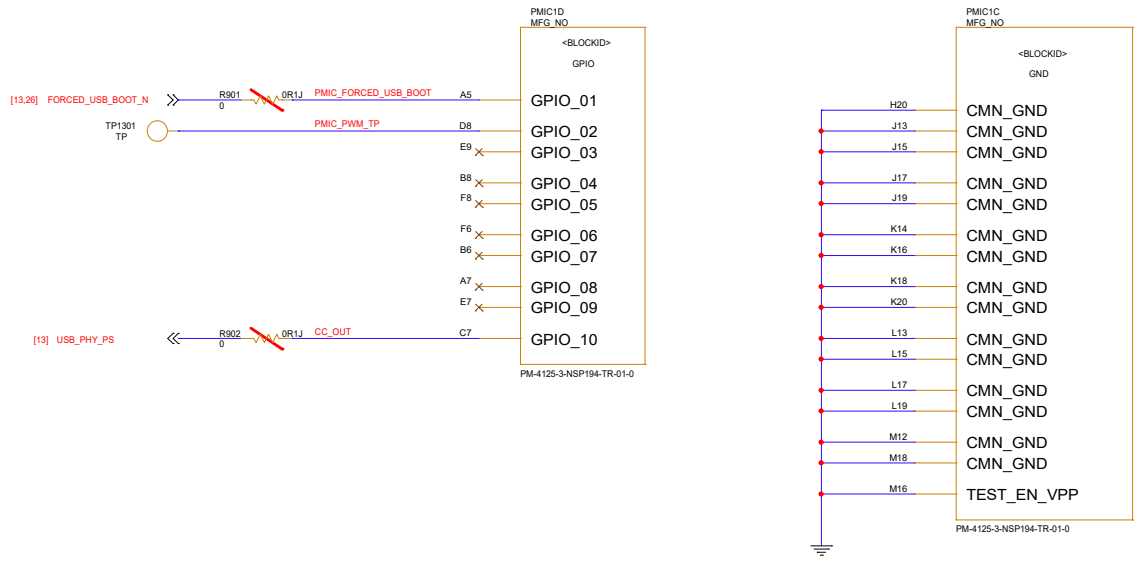 PMIC1D
MFG_NO
<BLOCKID>
GPIO
[13,26] FORCED_USB_BOOT_N
R901
0
0R1J
PMIC_FORCED_USB_BOOT
A5
GPIO_01
TP1301
TP
PMIC_PWM_TP
D8
GPIO_02
E9
GPIO_03
B8
GPIO_04
F8
GPIO_05
F6
GPIO_06
B6
GPIO_07
A7
GPIO_08
E7
GPIO_09
[13] USB_PHY_PS
R902
0
0R1J
CC_OUT
C7
GPIO_10
PM-4125-3-NSP194-TR-01-0
PMIC1C
MFG_NO
<BLOCKID>
GND
H20
CMN_GND
J13
CMN_GND
J15
CMN_GND
J17
CMN_GND
J19
CMN_GND
K14
CMN_GND
K16
CMN_GND
K18
CMN_GND
K20
CMN_GND
L13
CMN_GND
L15
CMN_GND
L17
CMN_GND
L19
CMN_GND
M12
CMN_GND
M18
CMN_GND
M16
TEST_EN_VPP
PM-4125-3-NSP194-TR-01-0